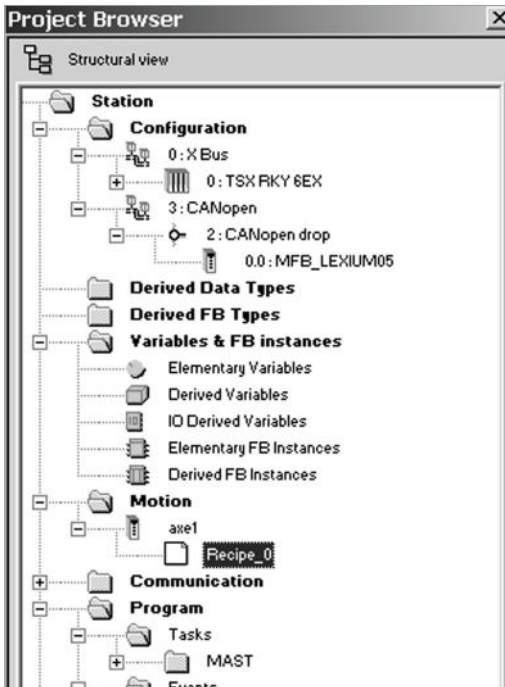 Project Browser
Structural view
Station
Configuration
0 : X Bus
0 : TSX RKY 6EX
3 : CANopen
2 : CANopen drop
0.0 : MFB_LEXIUM05
Derived Data Types
Derived FB Types
Variables & FB instances
Elementary Variables
Derived Variables
IO Derived Variables
Elementary FB Instances
Derived FB Instances
Motion
axe1
Recipe_0
Communication
Program
Tasks
MAST
Events